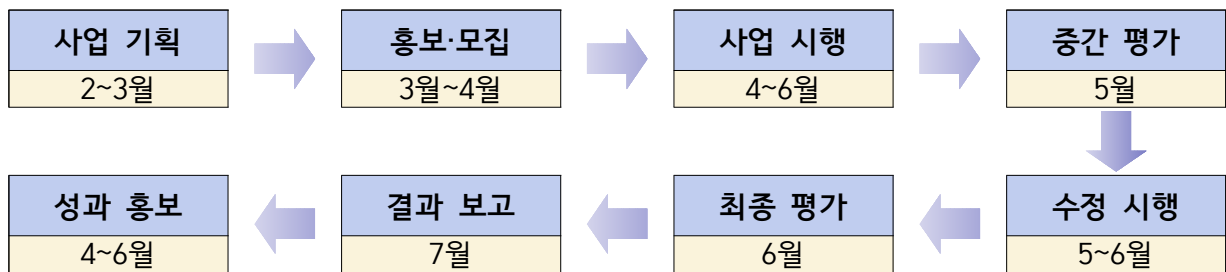 사업 기획
2~3월
홍보·모집
3월~4월
사업 시행
4~6월
중간 평가
5월
수정 시행
5~6월
최종 평가
6월
결과 보고
7월
성과 홍보
4~6월